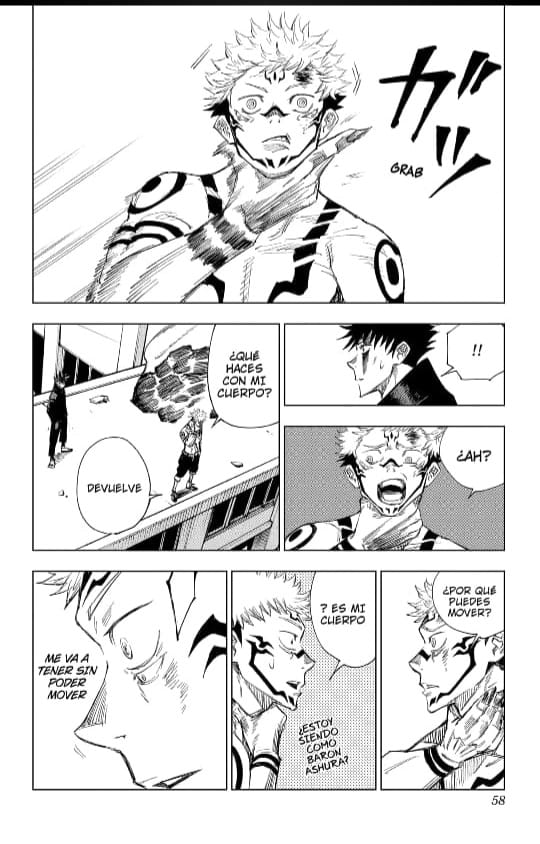 ガッ
GRAB
!!
¿QUÉ
HACES
CON MI
CUERPO?
DEVUELVE
¿AH?
¿POR QUÉ
PUEDES
MOVER?
? ES MI
CUERPO
¿ESTOY
SIENDO
COMO
BARON
ASHURA?
ME VA A
TENER SIN
PODER
MOVER
58